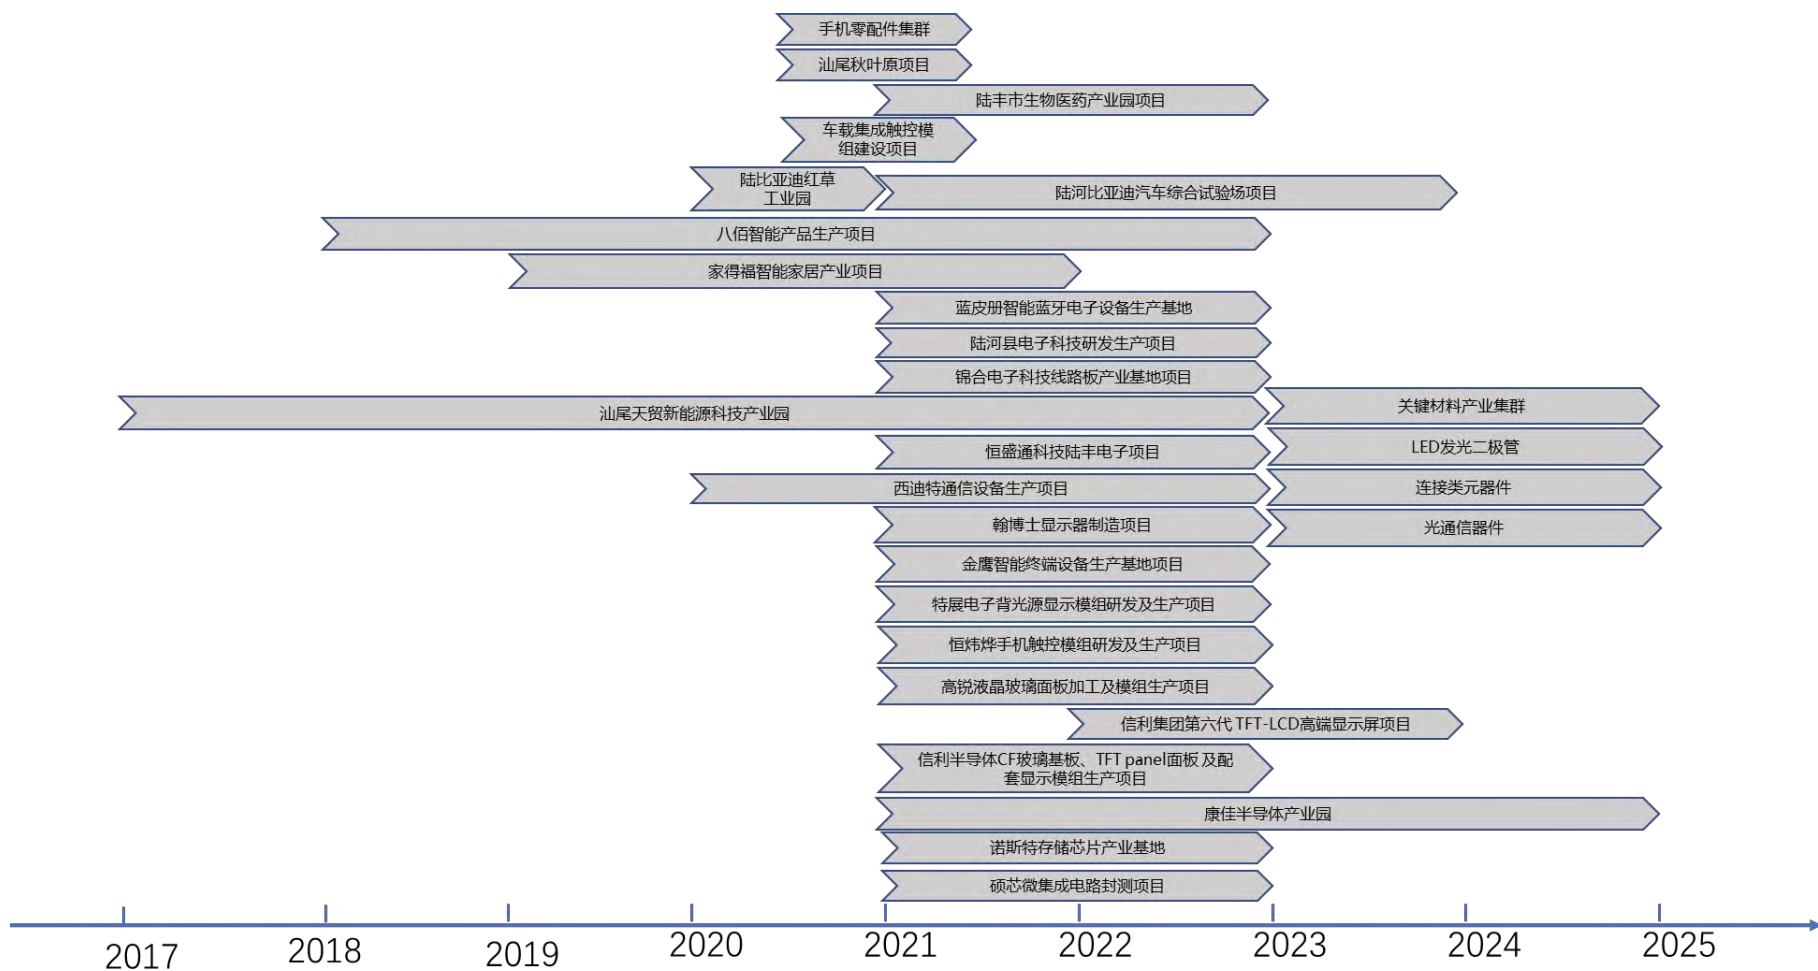 手机零配件集群
汕尾秋叶原项目
陆丰市生物医药产业园项目
车载集成触控模
组建设项目
陆比亚迪红草
工业园
陆河比亚迪汽车综合试验场项目
八佰智能产品生产项目
家得福智能家居产业项目
蓝皮册智能蓝牙电子设备生产基地
陆河县电子科技研发生产项目
锦合电子科技线路板产业基地项目
汕尾天贸新能源科技产业园
关键材料产业集群
恒盛通科技陆丰电子项目
LED发光二极管
西迪特通信设备生产项目
连接类元器件
翰博士显示器制造项目
光通信器件
金鹰智能终端设备生产基地项目
特展电子背光源显示模组研发及生产项目
恒炜烨手机触控模组研发及生产项目
高锐液晶玻璃面板加工及模组生产项目
信利集团第六代 TFT-LCD高端显示屏项目
信利半导体CF玻璃基板、TFT panel面板 及配
套显示模组生产项目
康佳半导体产业园
诺斯特存储芯片产业基地
硕芯微集成电路封测项目
2017 2018 2019 2020 2021 2022 2023 2024 2025